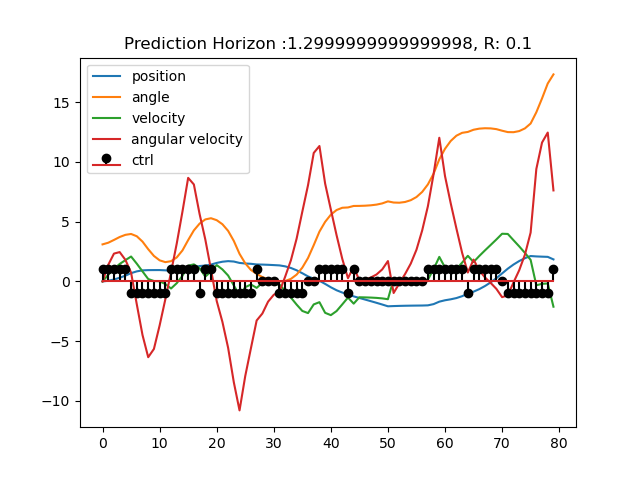 Prediction Horizon :1.2999999999999998, R: 0.1
position
angle
velocity
angular velocity
ctrl
15
10
5
0
−5
−10
0 10 20 30 40 50 60 70 80